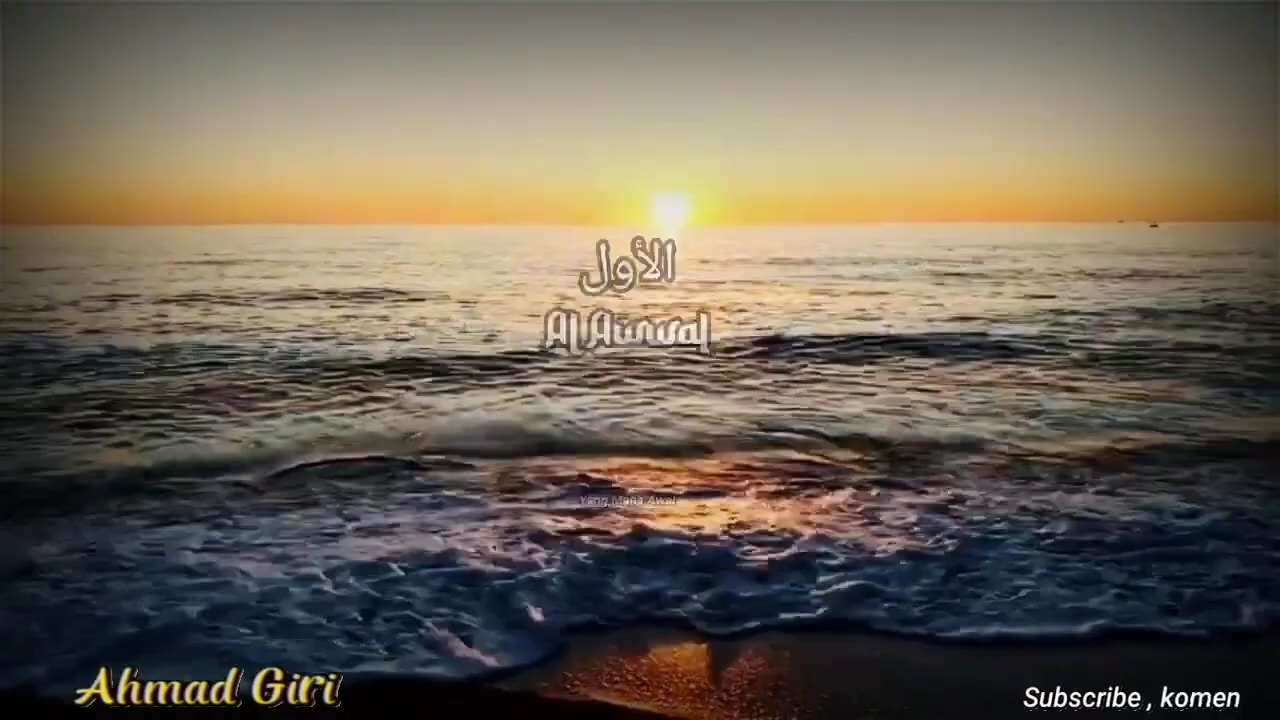 الأول
Al Awwal
Yang Maha Awal
Ahmad Giri
Subscribe , komen